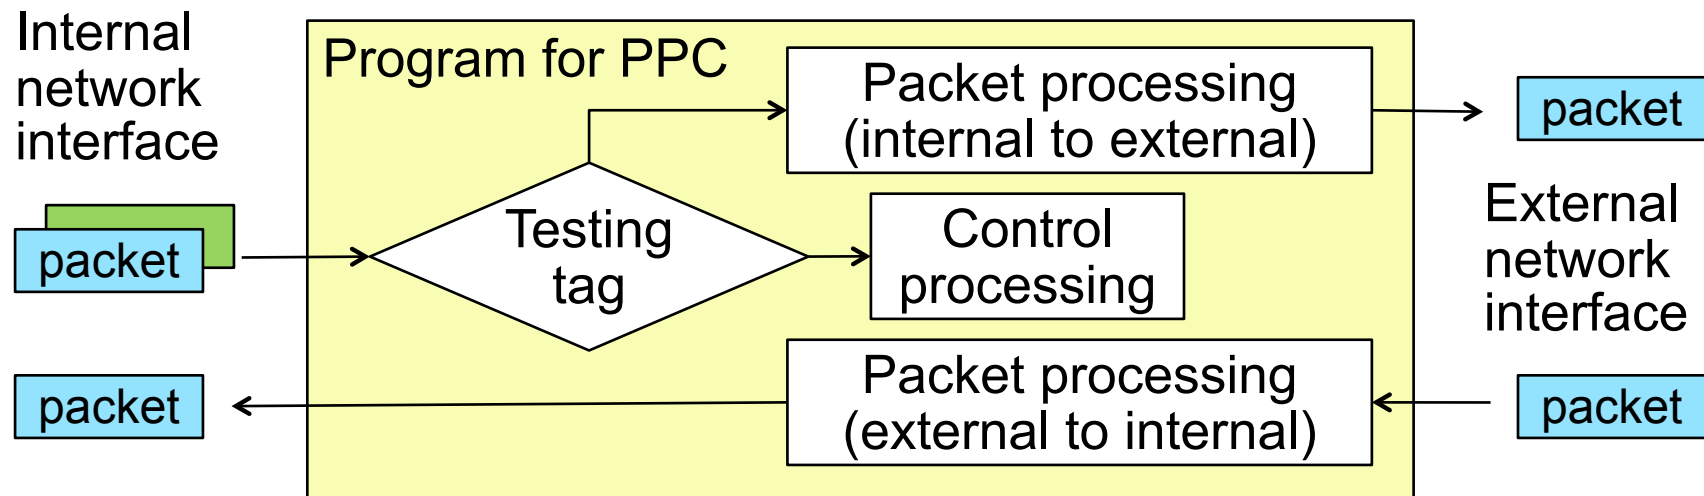 Internal
network
interface
Program for PPC
Packet processing
(internal to external)
packet
Testing
tag
Control
processing
packet
External
network
interface
packet
Packet processing
(external to internal)
packet